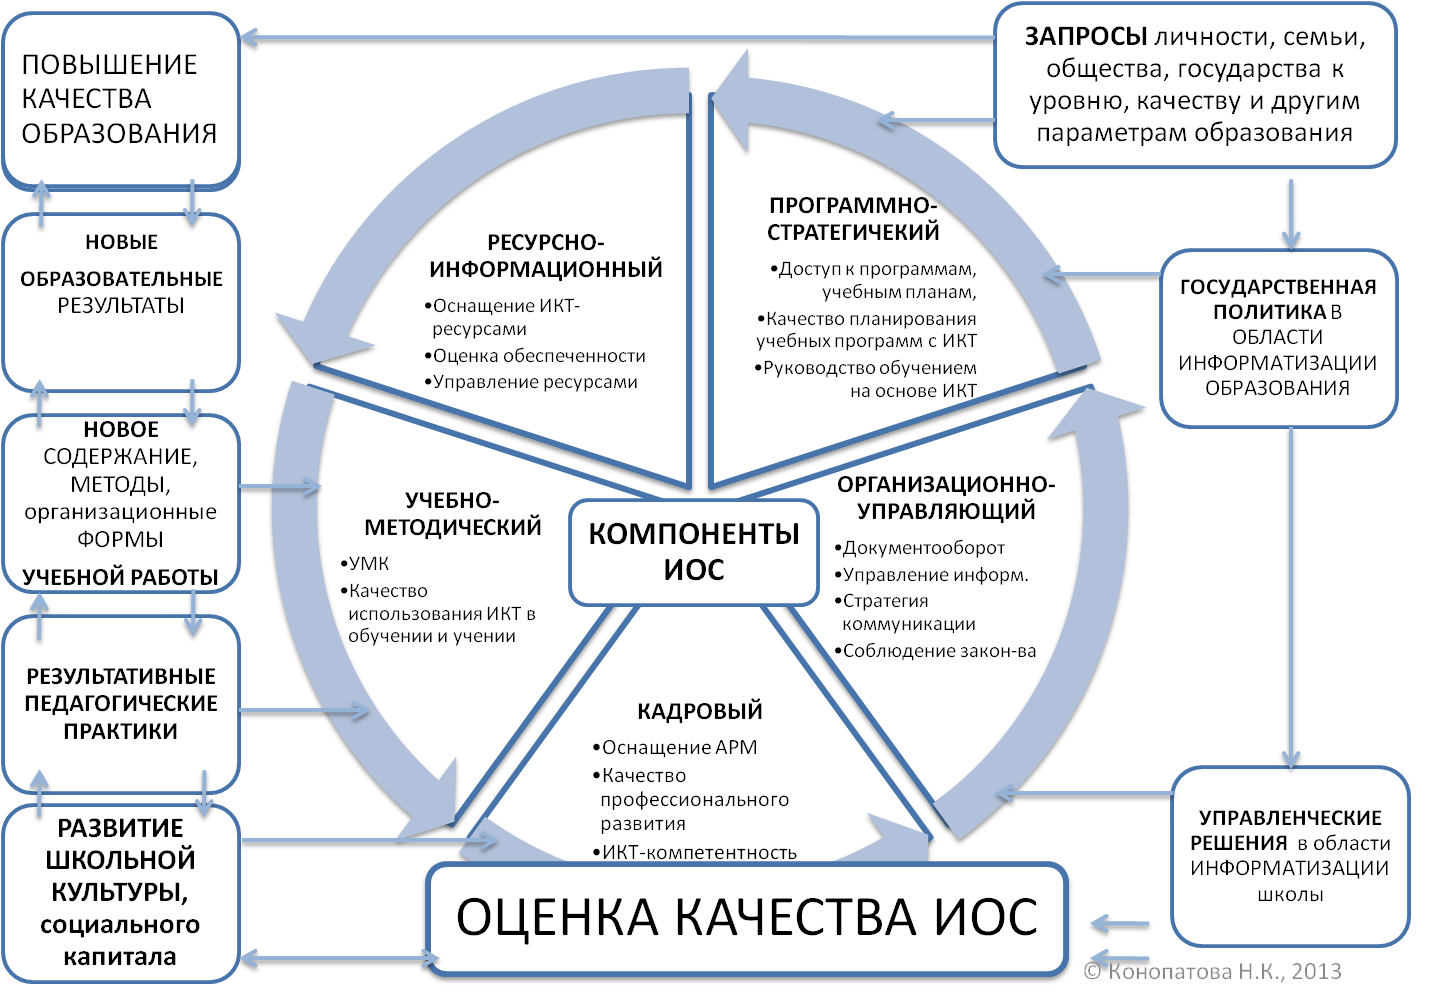 ПОВЫШЕНИЕ
КАЧЕСТВА
ОБРАЗОВАНИЯ
ЗАПРОСЫ личности, семьи,
общества, государства к
уровню, качеству и другим
параметрам образования
НОВЫЕ
ОБРАЗОВАТЕЛЬНЫЕ
РЕЗУЛЬТАТЫ
РЕСУРСНО-
ИНФОРМАЦИОННЫЙ
•Оснащение ИКТ-
ресурсами
•Оценка обеспеченности
•Управление ресурсами
ПРОГРАММНО-
СТРАТЕГИЧЕКИЙ
•Доступ к программам,
учебным планам,
•Качество планирования
учебных программ с ИКТ
•Руководство обучением
на основе ИКТ
ГОСУДАРСТВЕННАЯ
ПОЛИТИКА В
ОБЛАСТИ
ИНФОРМАТИЗАЦИИ
ОБРАЗОВАНИЯ
НОВОЕ
СОДЕРЖАНИЕ,
МЕТОДЫ,
организационные
ФОРМЫ
УЧЕБНОЙ РАБОТЫ
УЧЕБНО-
МЕТОДИЧЕСКИЙ
•УМК
•Качество
использования ИКТ в
обучении и учении
КОМПОНЕНТЫ
ИОС
ОРГАНИЗАЦИОННО-
УПРАВЛЯЮЩИЙ
•Документооборот
•Управление информ.
•Стратегия
коммуникации
•Соблюдение закон-ва
РЕЗУЛЬТАТИВНЫЕ
ПЕДАГОГИЧЕСКИЕ
ПРАКТИКИ
КАДРОВЫЙ
•Оснащение АРМ
•Качество
профессионального
развития
•ИКТ-компетентность
РАЗВИТИЕ
ШКОЛЬНОЙ
КУЛЬТУРЫ,
социального
капитала
УПРАВЛЕНЧЕСКИЕ
РЕШЕНИЯ в области
ИНФОРМАТИЗАЦИИ
школы
ОЦЕНКА КАЧЕСТВА ИОС
© Конопатова Н.К., 2013